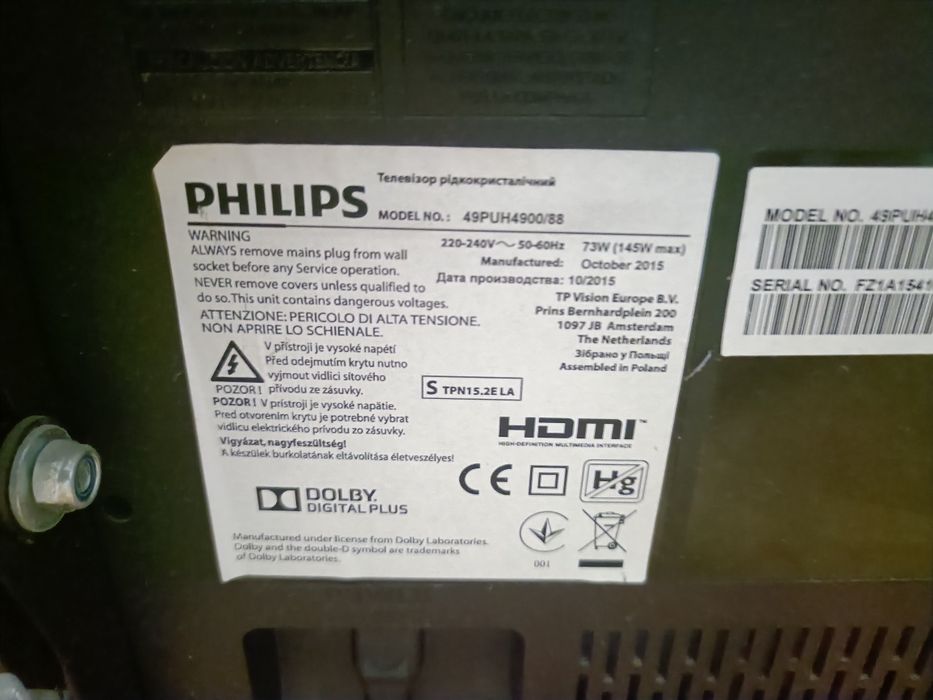 PHILIPS
Телевізор рідкокристалічний
MODEL NO.: 49PUH4900/88
WARNING
ALWAYS remove mains plug from wall
socket before any Service operation.
NEVER remove covers unless qualified to
do so.This unit contains dangerous voltages.
ATTENZIONE: PERICOLO DI ALTA TENSIONE.
NON APRIRE LO SCHIENALE.
220-240V~ 50-60Hz 73W (145W max)
Manufactured: October 2015
Дата производства: 10/2015
TP Vision Europe B.V.
Prins Bernhardplein 200
1097 JB Amsterdam
The Netherlands
Зібрано у Польщі
Assembled in Poland
V přístroji je vysoké napětí
Před odejmutím krytu nutno
vyjmout vidlici síťového
POZOR! přívodu ze zásuvky.
POZOR! V prístroji je vysoké napätie.
Pred otvorením krytu je potrebné vybrat
vidlicu elektrického prívodu zo zásuvky.
Vigyázat, nagyfeszültség!
A készülek burkolatának eltávolítása életveszélyes!
S TPN15.2E LA
HDMI™
HIGH-DEFINITION MULTIMEDIA INTERFACE
CE
Hg
DOLBY.
DIGITAL PLUS
001
Manufactured under license from Dolby Laboratories.
Dolby and the double-D symbol are trademarks
of Dolby Laboratories.
MODEL NO. 49PUH4
SERIAL NO. FZ1A1541